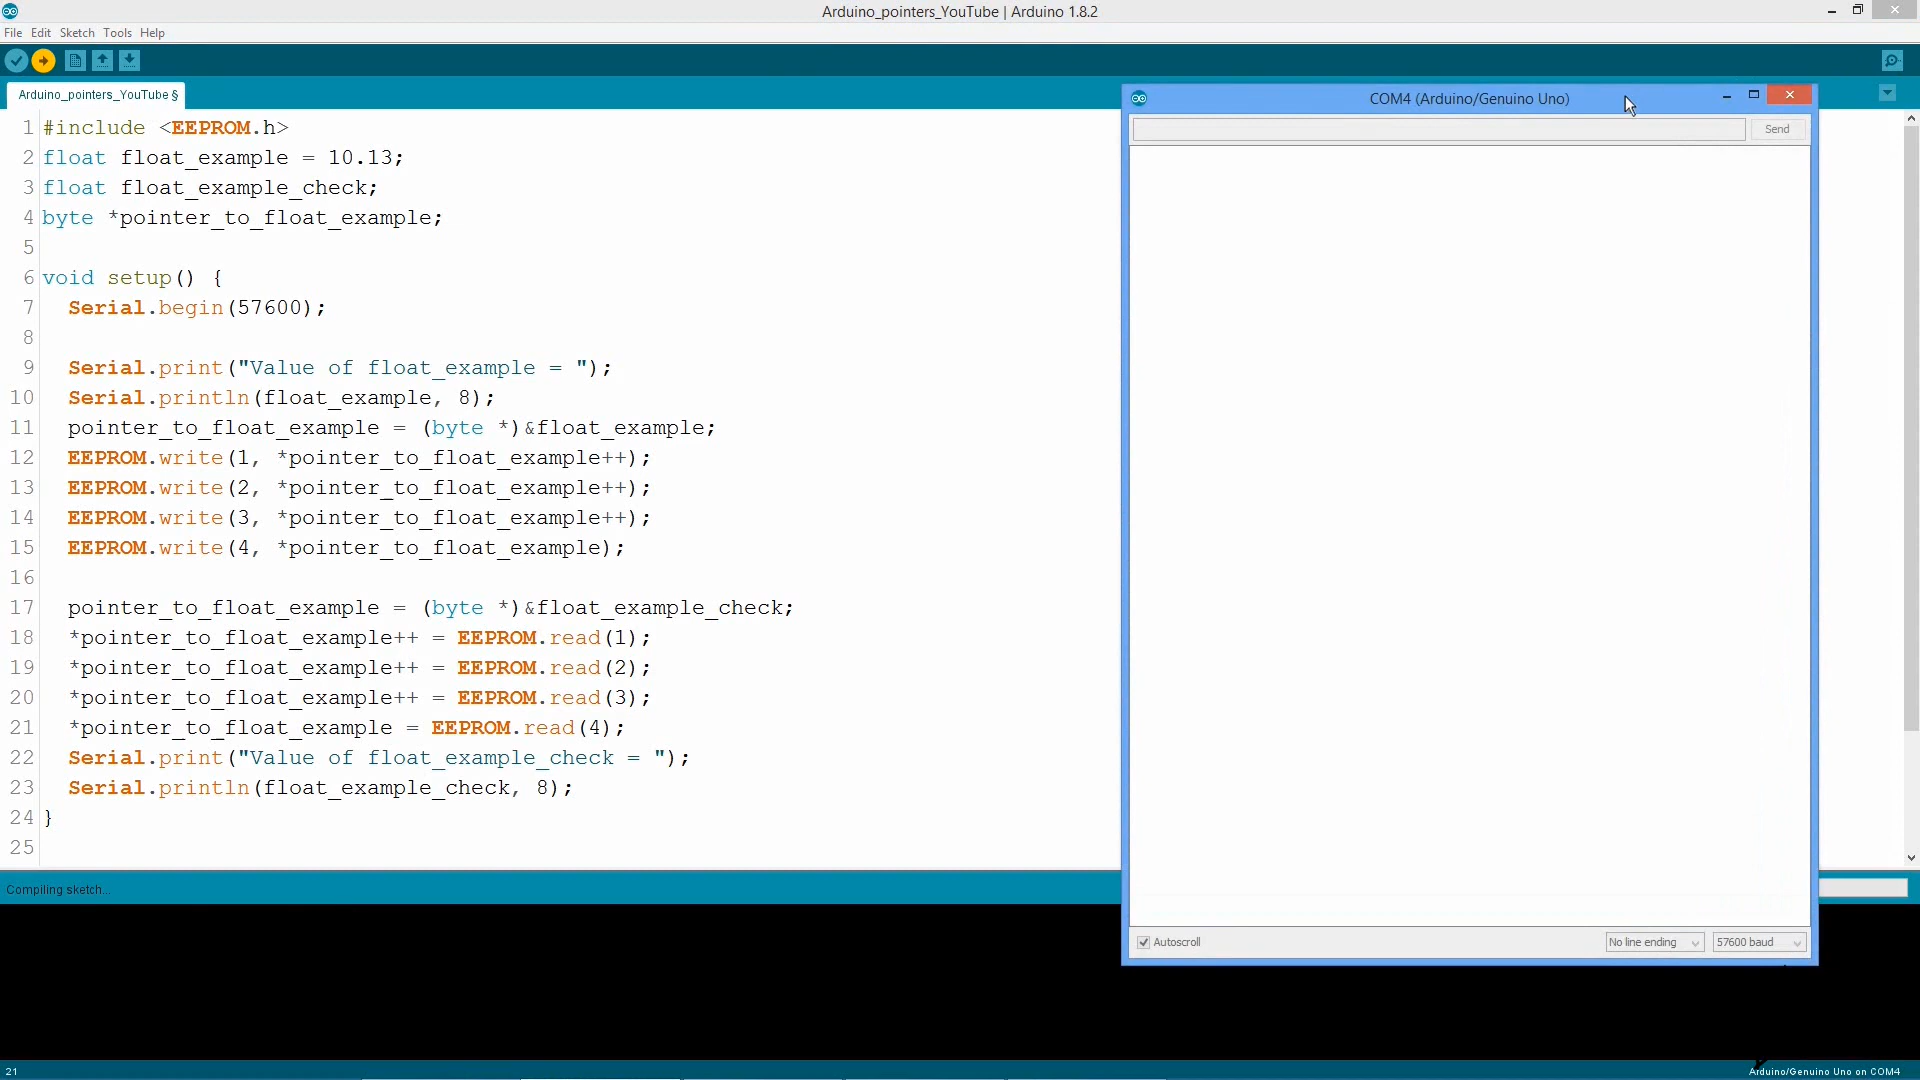 Arduino_pointers_YouTube | Arduino 1.8.2
File Edit Sketch Tools Help
Arduino_pointers_YouTube §
1 #include <EEPROM.h>
2 float float_example = 10.13;
3 float float_example_check;
4 byte *pointer_to_float_example;
5
6 void setup() {
7 Serial.begin(57600);
8
9 Serial.print("Value of float_example = ");
10 Serial.println(float_example, 8);
11 pointer_to_float_example = (byte *)&float_example;
12 EEPROM.write(1, *pointer_to_float_example++);
13 EEPROM.write(2, *pointer_to_float_example++);
14 EEPROM.write(3, *pointer_to_float_example++);
15 EEPROM.write(4, *pointer_to_float_example);
16
17 pointer_to_float_example = (byte *)&float_example_check;
18 *pointer_to_float_example++ = EEPROM.read(1);
19 *pointer_to_float_example++ = EEPROM.read(2);
20 *pointer_to_float_example++ = EEPROM.read(3);
21 *pointer_to_float_example = EEPROM.read(4);
22 Serial.print("Value of float_example_check = ");
23 Serial.println(float_example_check, 8);
24 }
25
COM4 (Arduino/Genuino Uno)
Send
Autoscroll
No line ending
57600 baud
Compiling sketch...
21
Arduino/Genuino Uno on COM4